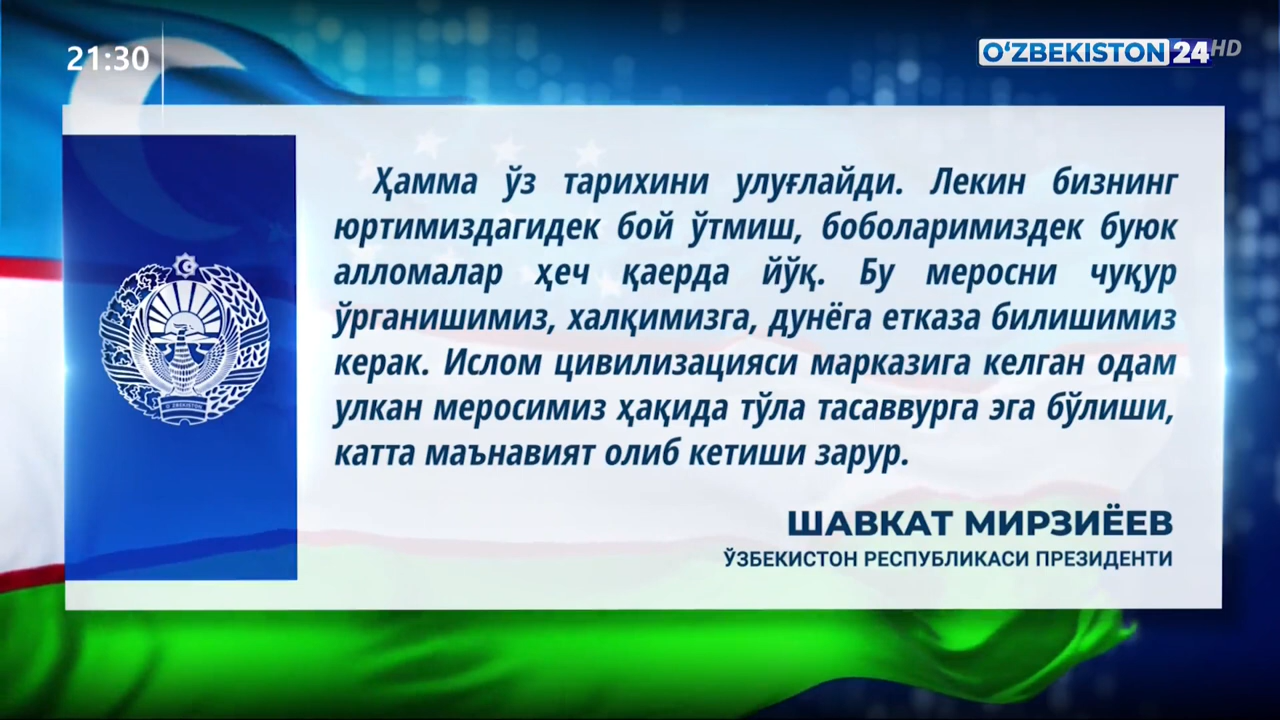 21:30
O‘ZBEKISTON 24 HD
Ҳамма ўз тарихини улуғлайди. Лекин бизнинг
юртимиздагидек бой ўтмиш, боболаримиздек буюк
алломалар ҳеч қаерда йўқ. Бу меросни чуқур
ўрганишимиз, халқимизга, дунёга етказа билишимиз
керак. Ислом цивилизацияси марказига келган одам
улкан меросимиз ҳақида тўла тасаввурга эга бўлиши,
катта маънавият олиб кетиши зарур.
O‘ZBEKISTON
ШАВКАТ МИРЗИЁЕВ
ЎЗБЕКИСТОН РЕСПУБЛИКАСИ ПРЕЗИДЕНТИ